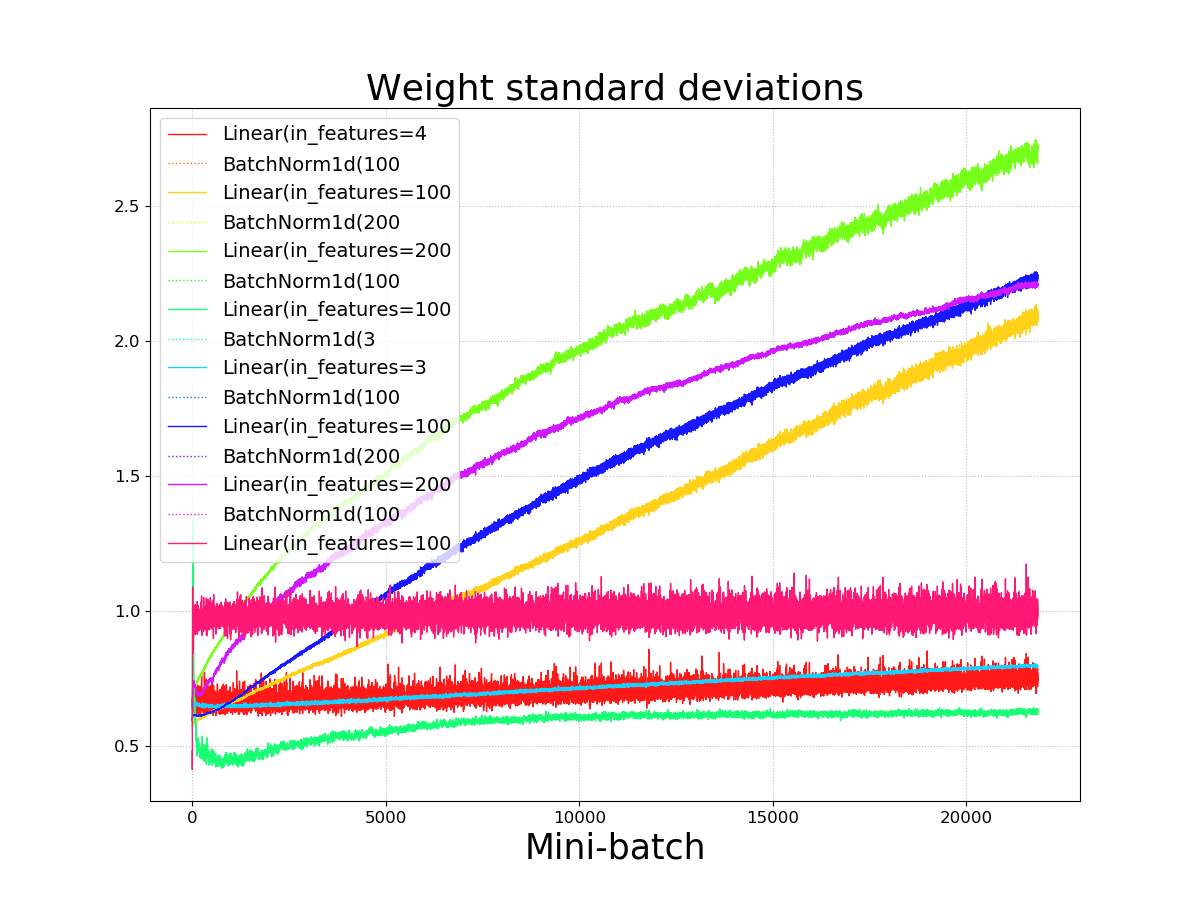 Weight standard deviations
Linear(in_features=4
BatchNorm1d(100
Linear(in_features=100
BatchNorm1d(200
Linear(in_features=200
BatchNorm1d(100
Linear(in_features=100
BatchNorm1d(3
Linear(in_features=3
BatchNorm1d(100
Linear(in_features=100
BatchNorm1d(200
Linear(in_features=200
BatchNorm1d(100
Linear(in_features=100
2.5
2.0
1.5
1.0
0.5
0 5000 10000 15000 20000
Mini-batch